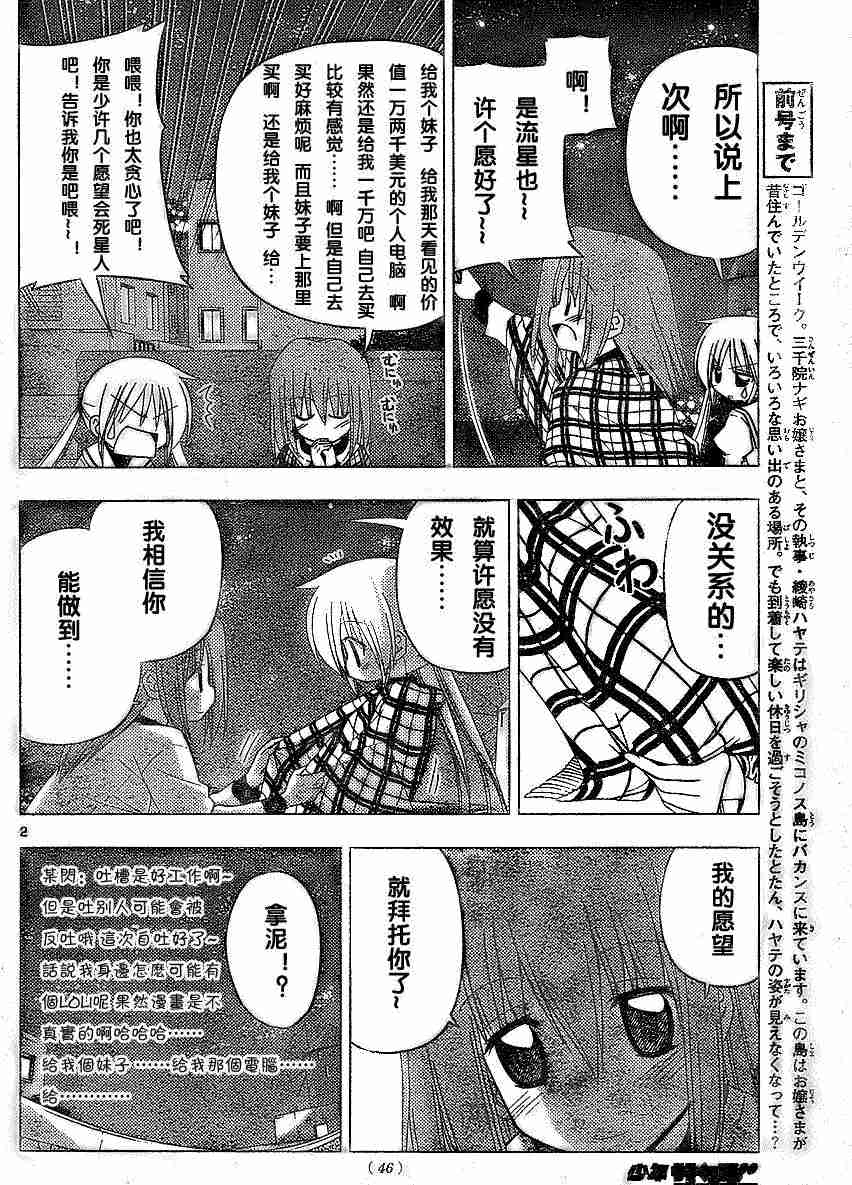 前号まで
ゴールデンウイーク。三千院ナギお嬢さまと、その執事・綾崎ハヤテはギリシャのミコノス島にバカンスに来ています。この島はお嬢さまが
昔住んでいたところで、いろいろな思い出のある場所。でも到着して楽しい休日を過ごそうとしたとたん、ハヤテの姿が見えなくなって…？
所以说上
次啊……
啊！
是流星也~
许个愿好了~
给我个妹子 给我那天看见的价
值一万两千美元的个人电脑 啊
果然还是给我一千万吧 自己去买
比较有感觉…… 啊 但是自己去
买好麻烦呢 而且妹子要上那里
买啊 还是给我个妹子 给…
むにゅ
むにゅ
喂喂！你也太贪心了吧！
你是少许几个愿望会死星人
吧！告诉我你是吧喂~~！
没关系的…
ふわ
就算许愿没有
效果……
我相信你
能做到…
2
我的愿望
就拜托你了~
拿泥！？
某閃：吐槽是好工作啊~
但是吐别人可能會被
反吐哦 這次自吐好了~
話說我身邊怎麼可能有
個LOLI呢 果然漫畫是不
真實的啊哈哈哈……
給我個妹子……給我那個電腦……
給…………
（46）